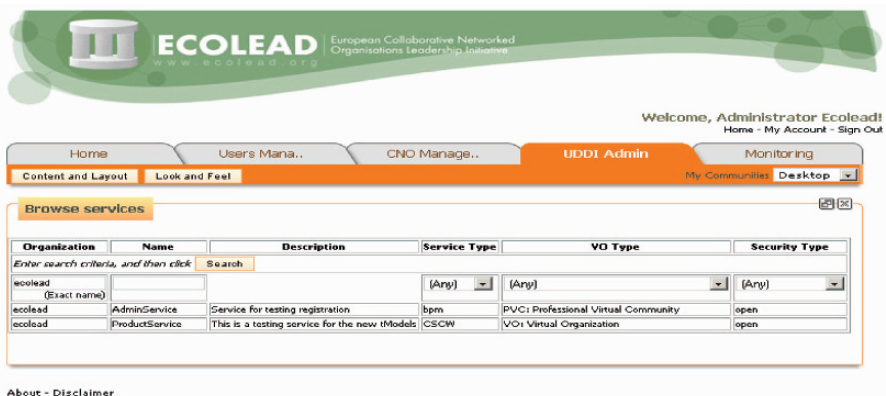 ECOLEAD
www.ecolead.org
European Collaborative Networked
Organisations Leadership Initiative
Welcome, Administrator Ecolead!
Home - My Account - Sign Out
Home Users Mana.. CNO Manage.. UDDI Admin Monitoring
Content and Layout Look and Feel My Communities Desktop
Browse services
Organization Name Description Service Type VO Type Security Type
Enter search criteria, and then click Search
ecolead (Any) (Any) (Any)
(Exact name)
ecolead AdminService Service for testing registration bpm PVC: Professional Virtual Community open
ecolead ProductService This is a testing service for the new tModels CSCW VO: Virtual Organization open
About - Disclaimer